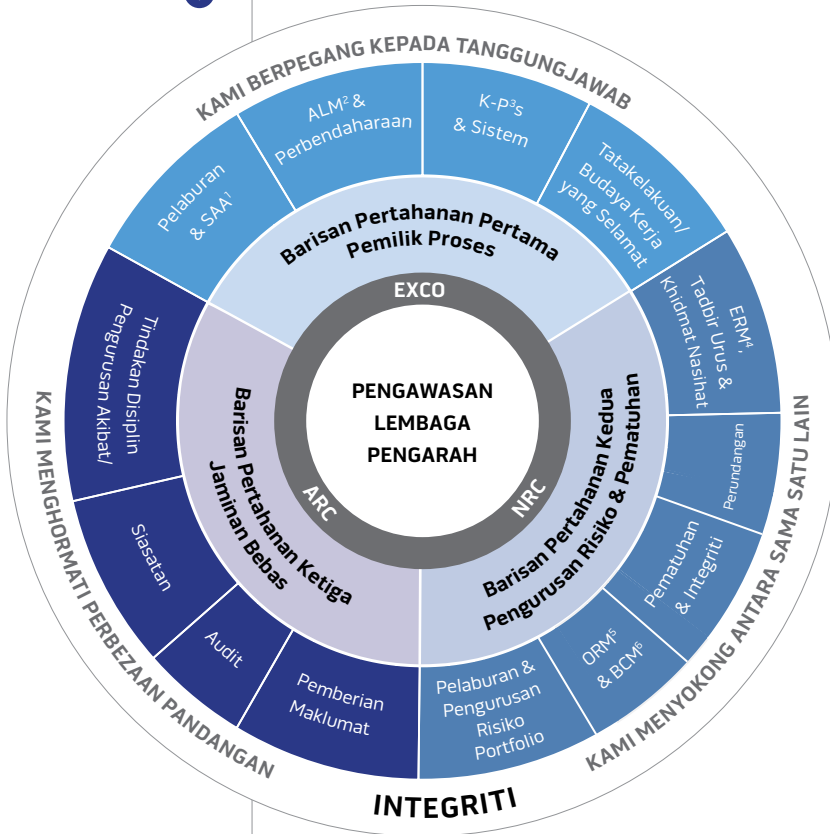 KAMI BERPEGANG KEPADA TANGGUNGJAWAB
Pelaburan
& SAA¹
ALM² &
Perbendaharaan
K-P³s
& Sistem
Tatakelakuan/
Budaya Kerja
yang Selamat
Barisan Pertahanan Pertama
Pemilik Proses
EXCO
PENGAWASAN
LEMBAGA
PENGARAH
ARC
NRC
ERM⁴,
Tadbir Urus &
Khidmat Nasihat
Perundangan
Pematuhan
& Integriti
ORM⁵
& BCM⁶
Pelaburan &
Pengurusan
Risiko
Portfolio
Barisan Pertahanan Kedua
Pengurusan Risiko & Pematuhan
KAMI MENYOKONG ANTARA SAMA SATU LAIN
Barisan Pertahanan Ketiga
Jaminan Bebas
Tindakan Disiplin
Pengurusan Akibat/
Siasatan
Audit
Pemberian
Maklumat
KAMI MENGHORMATI PERBEZAAN PANDANGAN
INTEGRITI